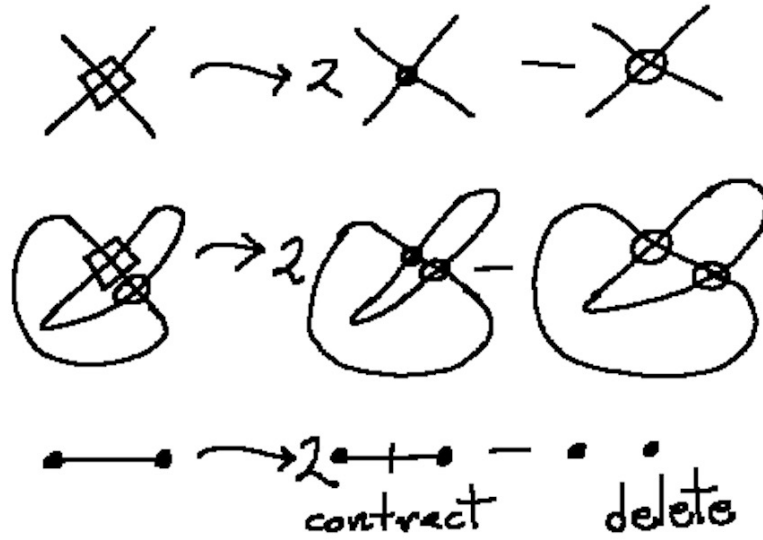 2 —
2 —
2 —
contract delete